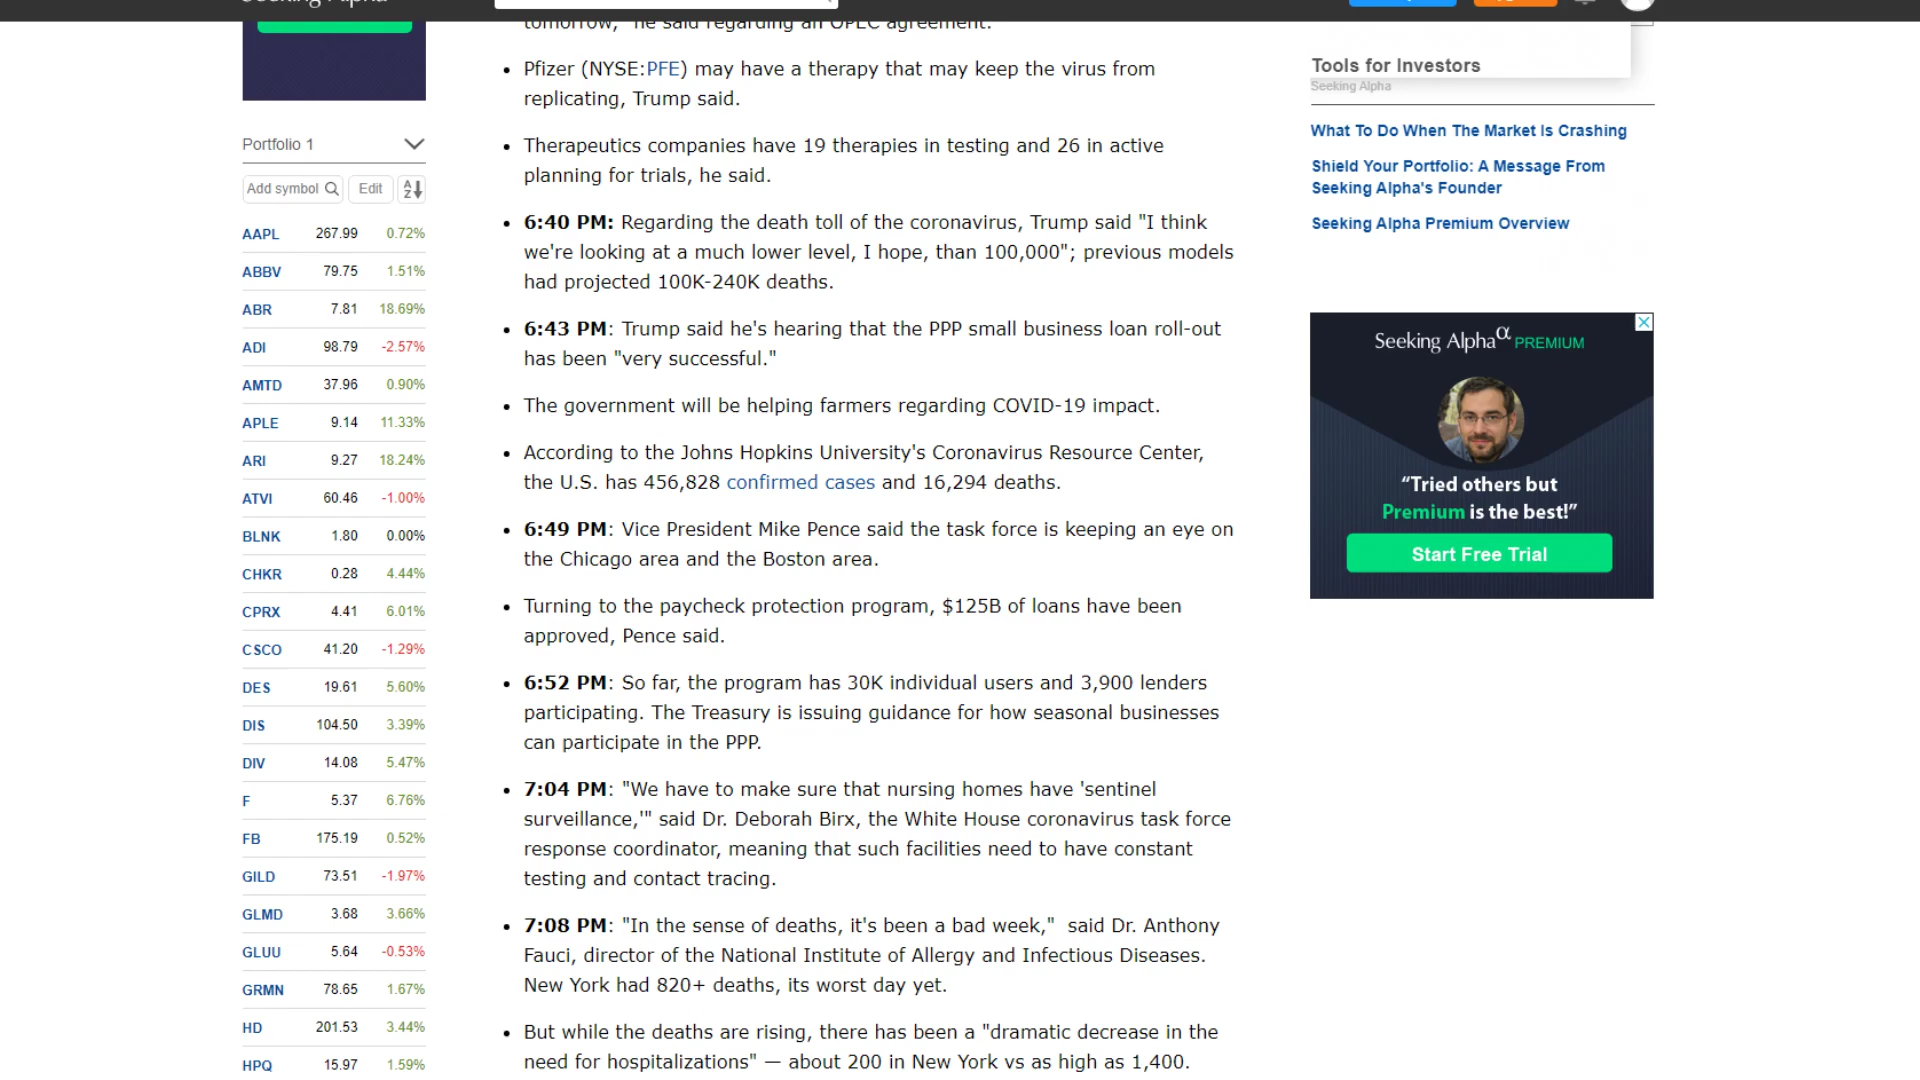 Seeking Alpha
tomorrow," he said regarding an OPEC agreement.
Pfizer (NYSE:PFE) may have a therapy that may keep the virus from
replicating, Trump said.
Therapeutics companies have 19 therapies in testing and 26 in active
planning for trials, he said.
6:40 PM: Regarding the death toll of the coronavirus, Trump said "I think
we're looking at a much lower level, I hope, than 100,000"; previous models
had projected 100K-240K deaths.
6:43 PM: Trump said he's hearing that the PPP small business loan roll-out
has been "very successful."
The government will be helping farmers regarding COVID-19 impact.
According to the Johns Hopkins University's Coronavirus Resource Center,
the U.S. has 456,828 confirmed cases and 16,294 deaths.
6:49 PM: Vice President Mike Pence said the task force is keeping an eye on
the Chicago area and the Boston area.
Turning to the paycheck protection program, $125B of loans have been
approved, Pence said.
6:52 PM: So far, the program has 30K individual users and 3,900 lenders
participating. The Treasury is issuing guidance for how seasonal businesses
can participate in the PPP.
7:04 PM: "We have to make sure that nursing homes have 'sentinel
surveillance,'" said Dr. Deborah Birx, the White House coronavirus task force
response coordinator, meaning that such facilities need to have constant
testing and contact tracing.
7:08 PM: "In the sense of deaths, it's been a bad week,"  said Dr. Anthony
Fauci, director of the National Institute of Allergy and Infectious Diseases.
New York had 820+ deaths, its worst day yet.
But while the deaths are rising, there has been a "dramatic decrease in the
need for hospitalizations" — about 200 in New York vs as high as 1,400.
Portfolio 1
Add symbol Edit A Z
AAPL 267.99 0.72%
ABBV 79.75 1.51%
ABR 7.81 18.69%
ADI 98.79 -2.57%
AMTD 37.96 0.90%
APLE 9.14 11.33%
ARI 9.27 18.24%
ATVI 60.46 -1.00%
BLNK 1.80 0.00%
CHKR 0.28 4.44%
CPRX 4.41 6.01%
CSCO 41.20 -1.29%
DES 19.61 5.60%
DIS 104.50 3.39%
DIV 14.08 5.47%
F 5.37 6.76%
FB 175.19 0.52%
GILD 73.51 -1.97%
GLMD 3.68 3.66%
GLUU 5.64 -0.53%
GRMN 78.65 1.67%
HD 201.53 3.44%
HPQ 15.97 1.59%
Tools for Investors
Seeking Alpha
What To Do When The Market Is Crashing
Shield Your Portfolio: A Message From
Seeking Alpha's Founder
Seeking Alpha Premium Overview
Seeking Alphaα PREMIUM
“Tried others but
Premium is the best!”
Start Free Trial